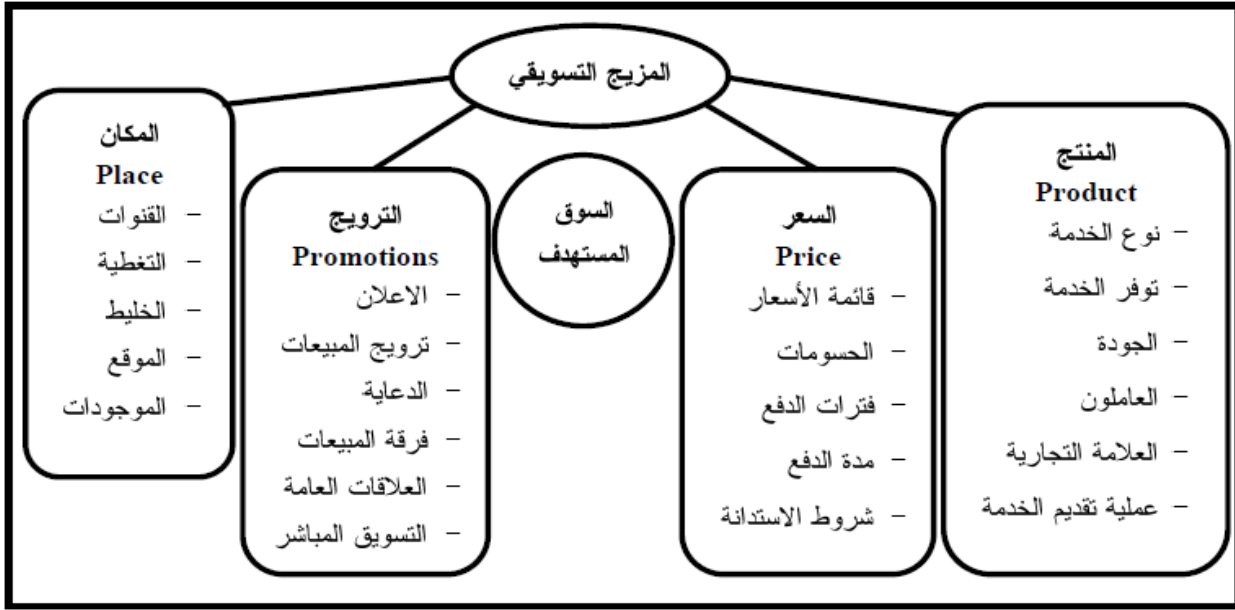 المزيج التسويقي
المنتج
Product
- نوع الخدمة
- توفر الخدمة
- الجودة
- العاملون
- العلامة التجارية
- عملية تقديم الخدمة
السعر
Price
- قائمة الأسعار
- الحسومات
- فترات الدفع
- مدة الدفع
- شروط الاستدانة
السوق
المستهدف
الترويج
Promotions
- الاعلان
- ترويج المبيعات
- الدعاية
- فرقة المبيعات
- العلاقات العامة
- التسويق المباشر
المكان
Place
- القنوات
- التغطية
- الخليط
- الموقع
- الموجودات